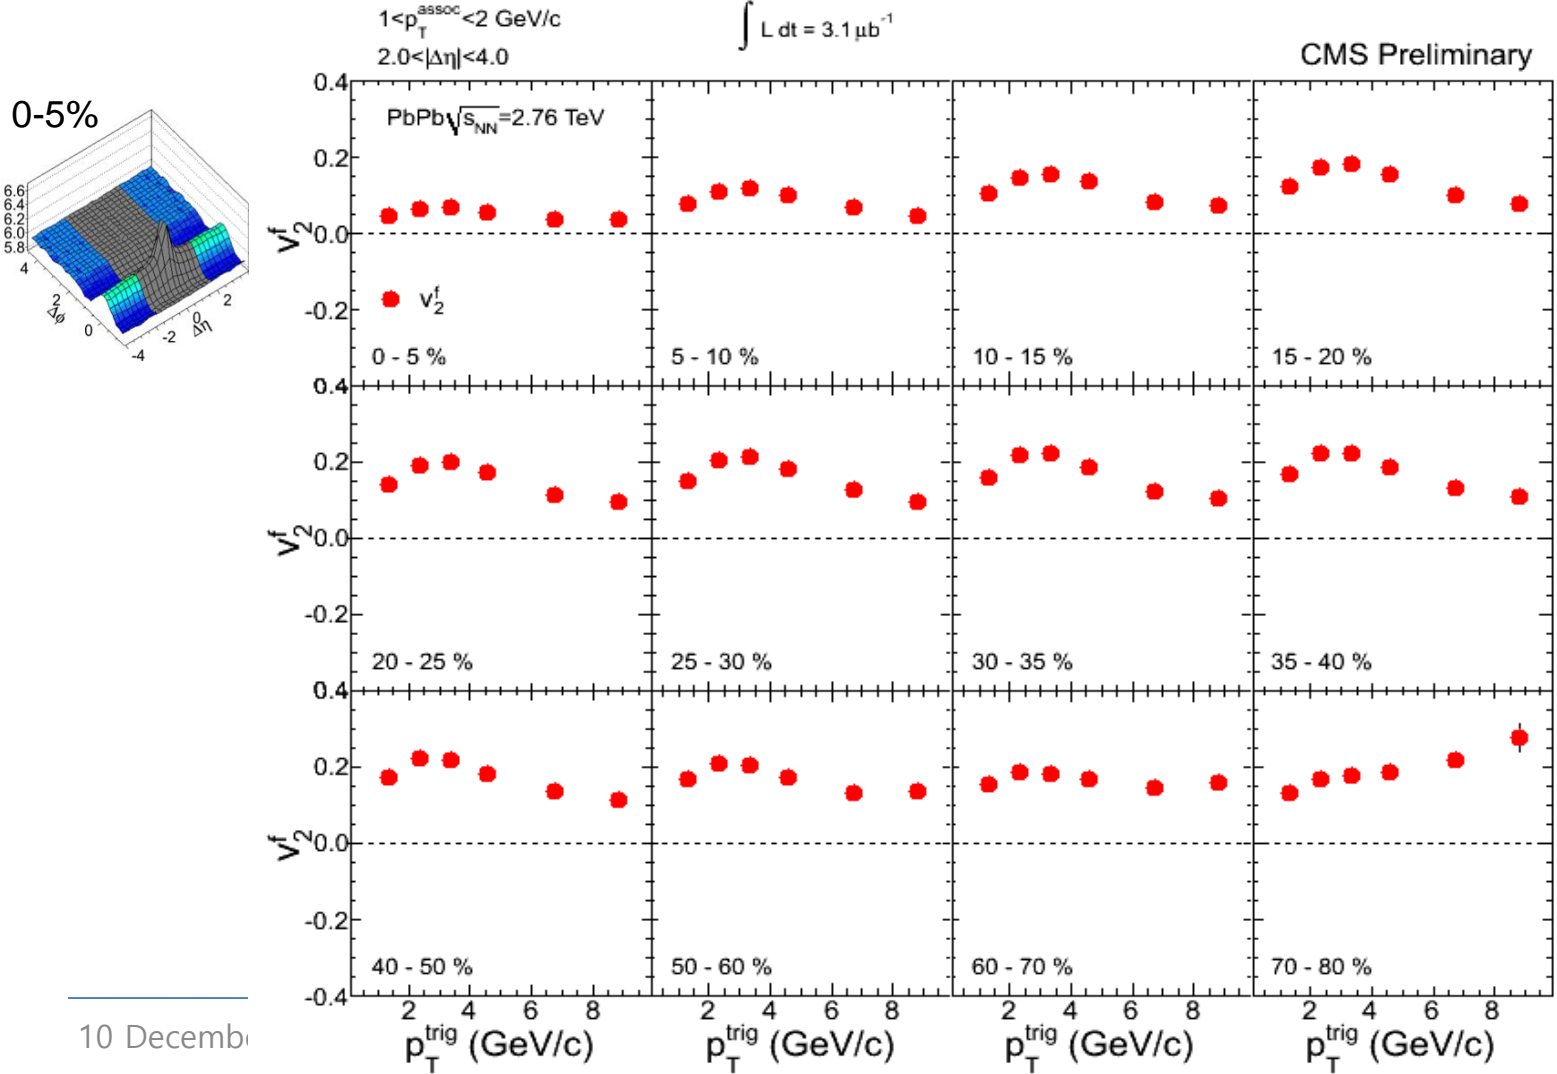 1<p_T^assoc<2 GeV/c
2.0<|Δη|<4.0
∫ L dt = 3.1 μb⁻¹
CMS Preliminary
0-5%
6.6
6.4
6.2
6.0
5.8
4
2
0
Δφ
-4
-2
0
2
Δη
0.4
0.2
0.0
-0.2
v₂ᶠ
PbPb√s_NN=2.76 TeV
v₂ᶠ
0 - 5 %
5 - 10 %
10 - 15 %
15 - 20 %
0.4
0.2
0.0
-0.2
v₂ᶠ
20 - 25 %
25 - 30 %
30 - 35 %
35 - 40 %
0.4
0.2
0.0
-0.2
-0.4
v₂ᶠ
40 - 50 %
50 - 60 %
60 - 70 %
70 - 80 %
2 4 6 8 2 4 6 8 2 4 6 8 2 4 6 8
p_T^trig (GeV/c) p_T^trig (GeV/c) p_T^trig (GeV/c) p_T^trig (GeV/c)
10 Decemb